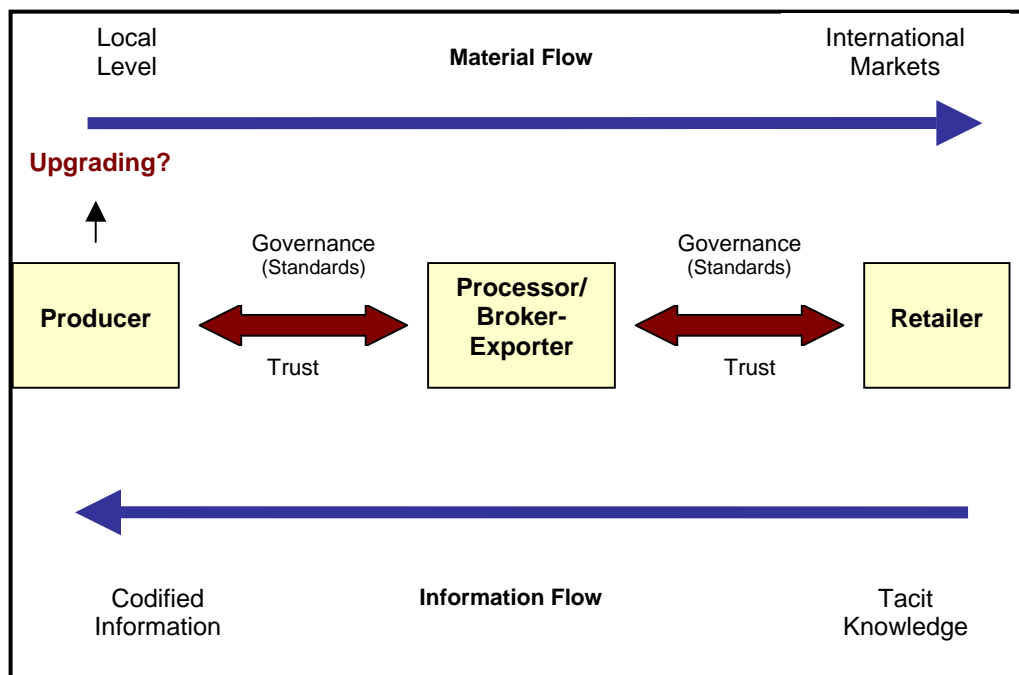 Local
Level
Material Flow
International
Markets
Upgrading?
Governance
(Standards)
Governance
(Standards)
Producer
Processor/
Broker-
Exporter
Retailer
Trust
Trust
Codified
Information
Information Flow
Tacit
Knowledge